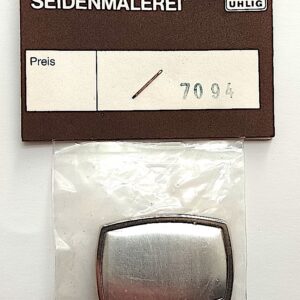 SEIDENMALEREI
UHLIG
Preis
7094